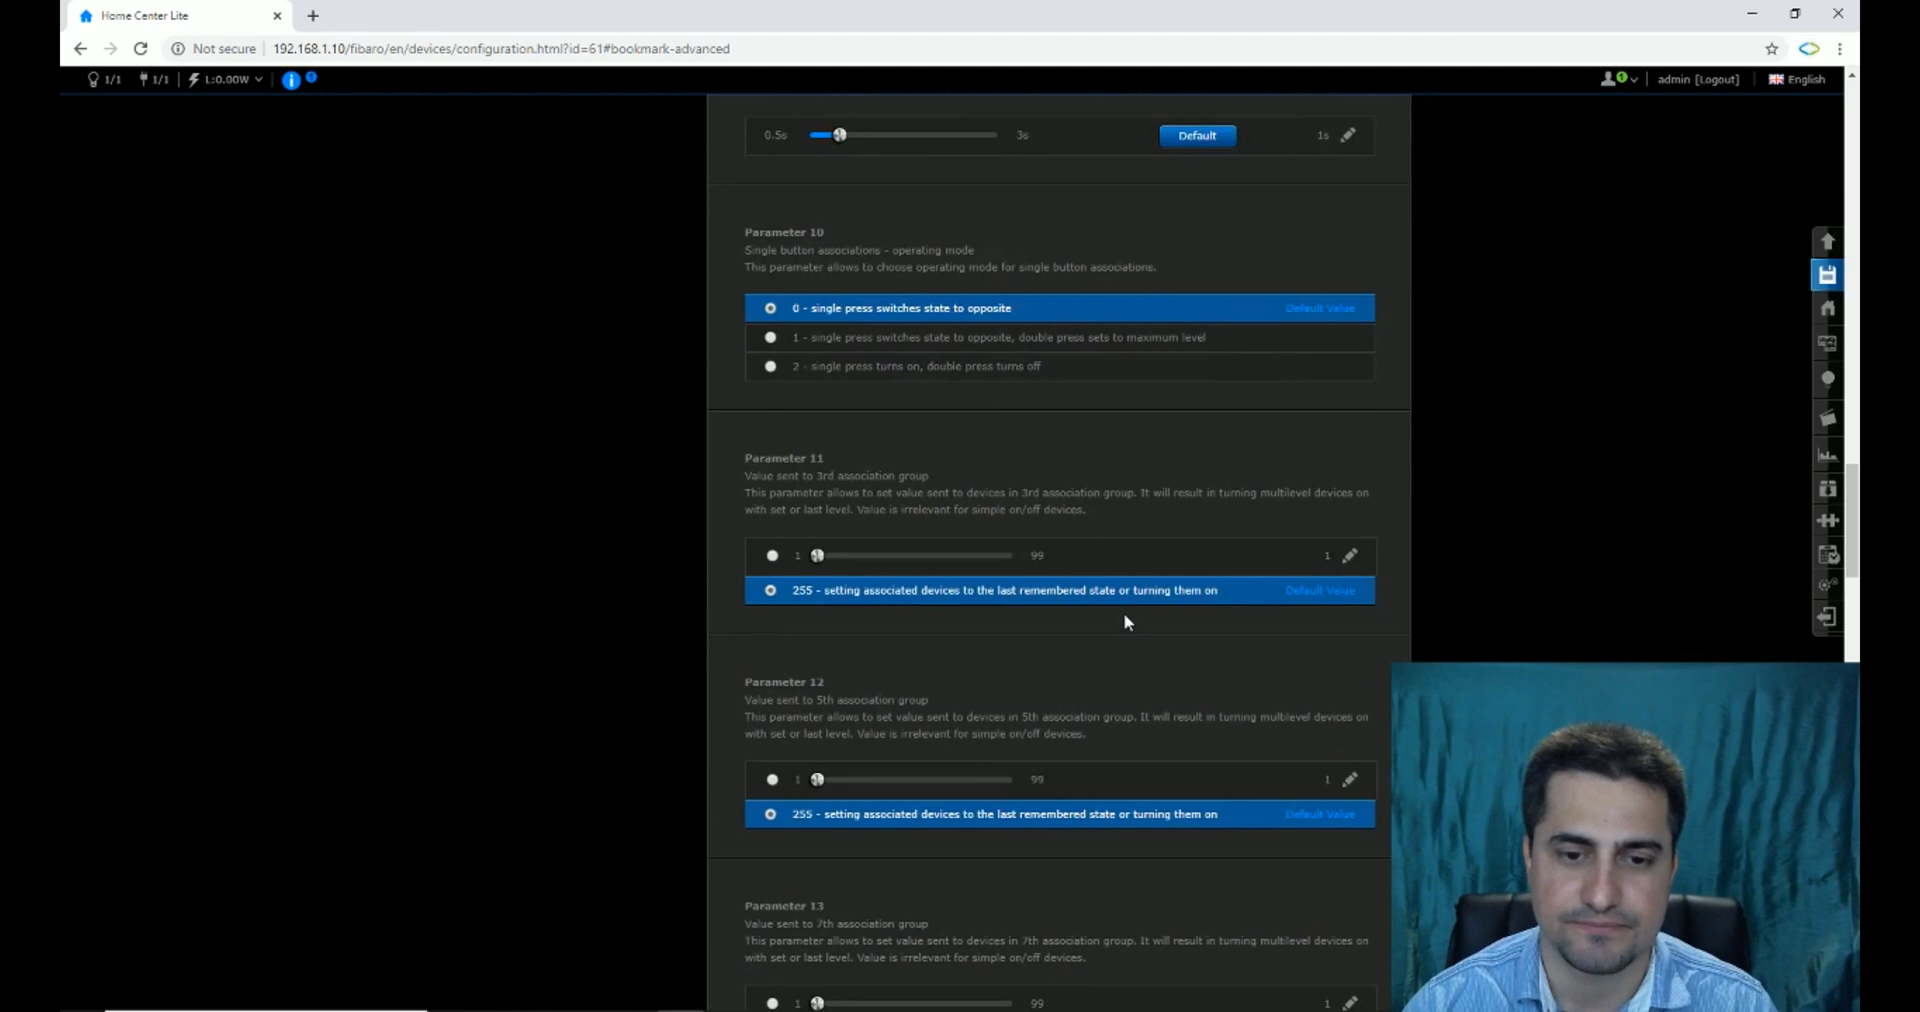 Home Center Lite
Not secure
192.168.1.10/fibaro/en/devices/configuration.html?id=61#bookmark-advanced
1/1
1/1
L:0.00W
admin [Logout]
English
0.5s
3s
Default
1s
Parameter 10
Single button associations - operating mode
This parameter allows to choose operating mode for single button associations.
0 - single press switches state to opposite
Default Value
1 - single press switches state to opposite, double press sets to maximum level
2 - single press turns on, double press turns off
Parameter 11
Value sent to 3rd association group
This parameter allows to set value sent to devices in 3rd association group. It will result in turning multilevel devices on
with set or last level. Value is irrelevant for simple on/off devices.
1
99
1
255 - setting associated devices to the last remembered state or turning them on
Default Value
Parameter 12
Value sent to 5th association group
This parameter allows to set value sent to devices in 5th association group. It will result in turning multilevel devices on
with set or last level. Value is irrelevant for simple on/off devices.
1
99
1
255 - setting associated devices to the last remembered state or turning them on
Default Value
Parameter 13
Value sent to 7th association group
This parameter allows to set value sent to devices in 7th association group. It will result in turning multilevel devices on
with set or last level. Value is irrelevant for simple on/off devices.
1
99
1